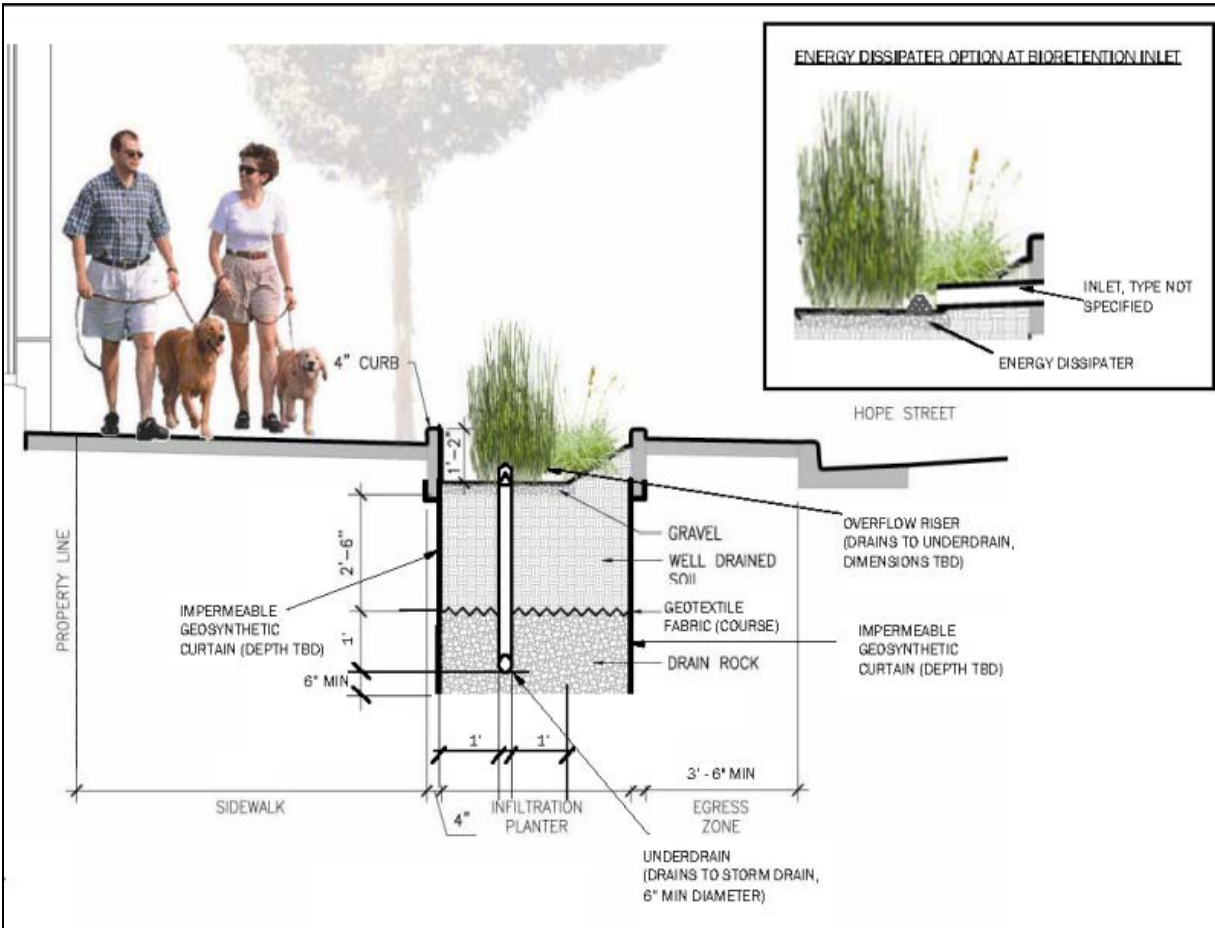 ENERGY DISSIPATER OPTION AT BIORETENTION INLET
INLET, TYPE NOT
SPECIFIED
ENERGY DISSIPATER
HOPE STREET
4" CURB
1'-2"
2'-6"
1'
6" MIN
PROPERTY LINE
IMPERMEABLE
GEOSYNTHETIC
CURTAIN (DEPTH TBD)
GRAVEL
WELL DRAINED
SOIL
GEOTEXTILE
FABRIC (COURSE)
DRAIN ROCK
OVERFLOW RISER
(DRAINS TO UNDERDRAIN,
DIMENSIONS TBD)
IMPERMEABLE
GEOSYNTHETIC
CURTAIN (DEPTH TBD)
1'
1'
3' - 6" MIN
SIDEWALK
4"
INFILTRATION
PLANTER
EGRESS
ZONE
UNDERDRAIN
(DRAINS TO STORM DRAIN,
6" MIN DIAMETER)